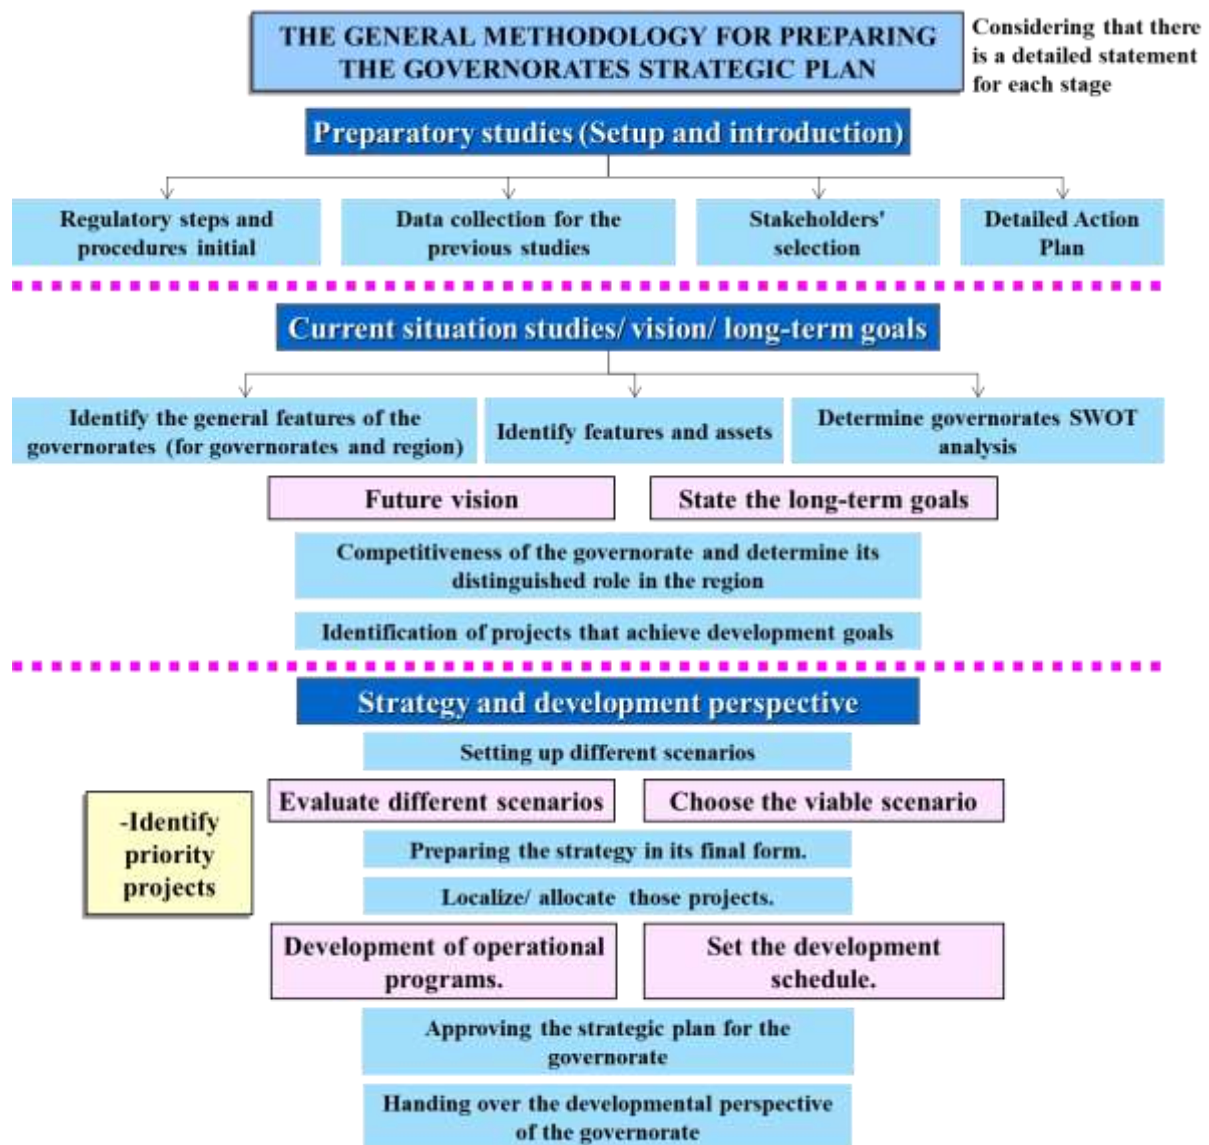 THE GENERAL METHODOLOGY FOR PREPARING
THE GOVERNORATES STRATEGIC PLAN
Considering that there
is a detailed statement
for each stage
Preparatory studies (Setup and introduction)
Regulatory steps and
procedures initial
Data collection for the
previous studies
Stakeholders'
selection
Detailed Action
Plan
Current situation studies/ vision/ long-term goals
Identify the general features of the
governorates (for governorates and region)
Identify features and assets
Determine governorates SWOT
analysis
Future vision
State the long-term goals
Competitiveness of the governorate and determine its
distinguished role in the region
Identification of projects that achieve development goals
Strategy and development perspective
Setting up different scenarios
Evaluate different scenarios
Choose the viable scenario
-Identify
priority
projects
Preparing the strategy in its final form.
Localize/ allocate those projects.
Development of operational
programs.
Set the development
schedule.
Approving the strategic plan for the
governorate
Handing over the developmental perspective
of the governorate